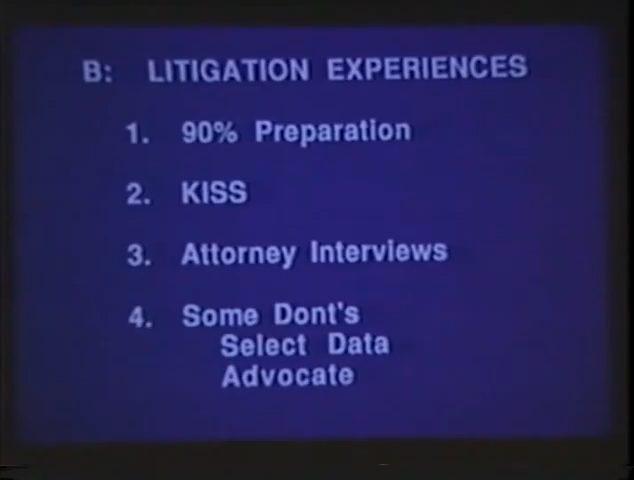 B: LITIGATION EXPERIENCES
1. 90% Preparation
2. KISS
3. Attorney Interviews
4. Some Dont's
Select Data
Advocate